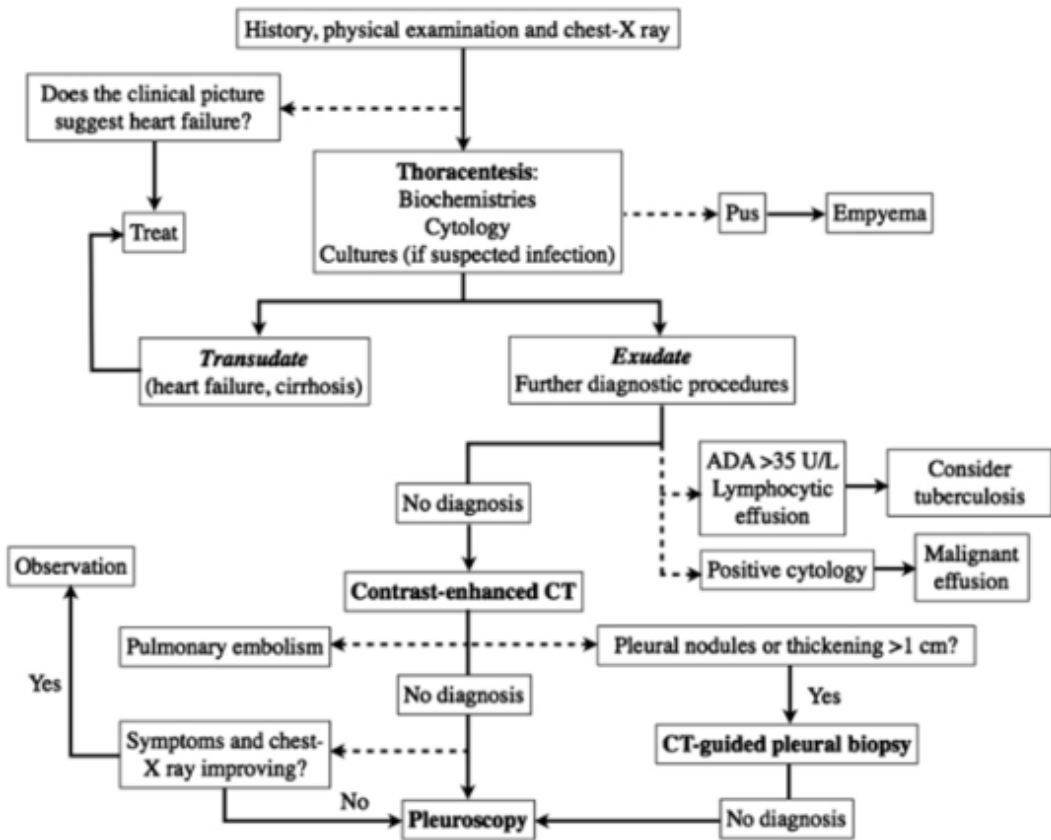 History, physical examination and chest-X ray
Does the clinical picture
suggest heart failure?
Thoracentesis:
Biochemistries
Cytology
Cultures (if suspected infection)
Pus
Empyema
Treat
Transudate
(heart failure, cirrhosis)
Exudate
Further diagnostic procedures
ADA >35 U/L
Lymphocytic
effusion
Consider
tuberculosis
No diagnosis
Positive cytology
Malignant
effusion
Observation
Contrast-enhanced CT
Pulmonary embolism
Pleural nodules or thickening >1 cm?
Yes
No diagnosis
Yes
Symptoms and chest-
X ray improving?
CT-guided pleural biopsy
No
Pleuroscopy
No diagnosis